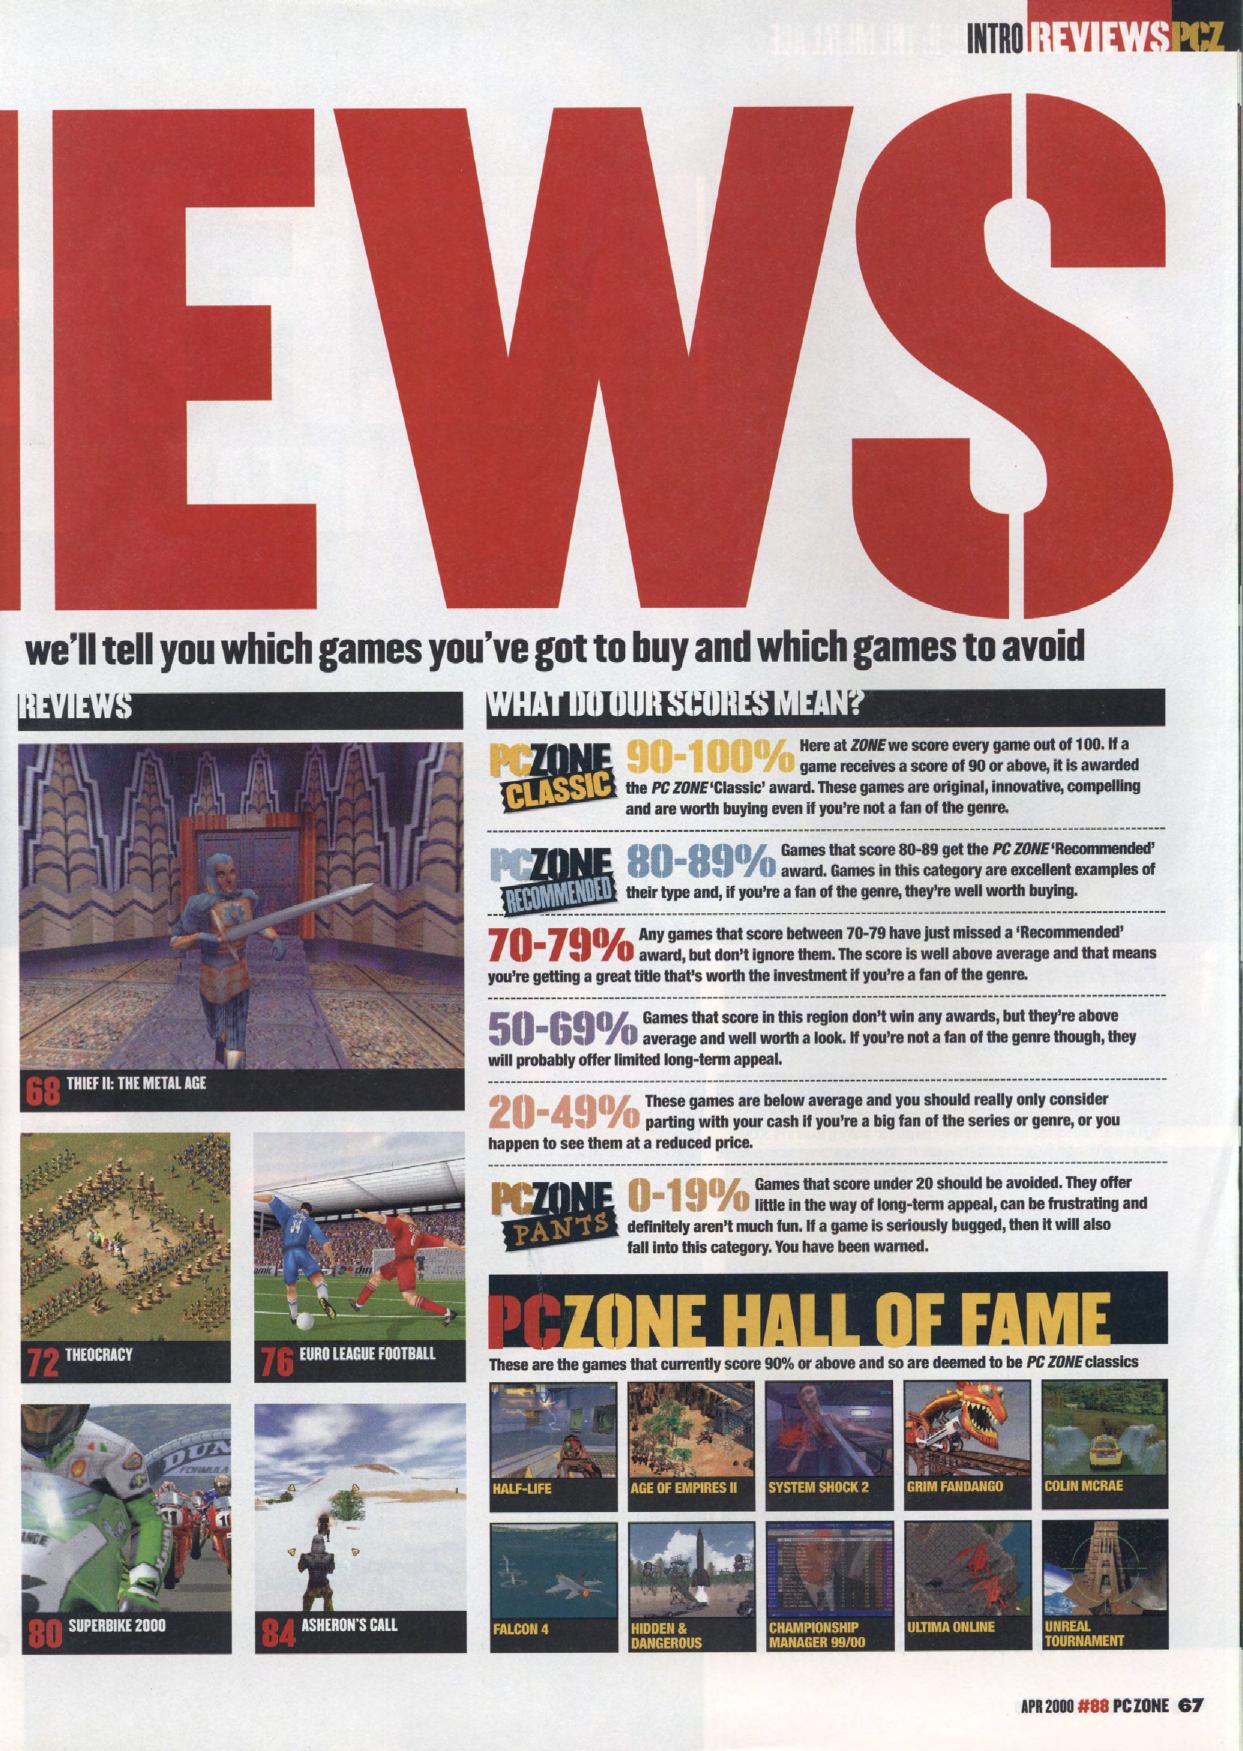 INTRO REVIEWS PCZ
EWS
we'll tell you which games you've got to buy and which games to avoid
REVIEWS
68 THIEF II: THE METAL AGE
72 THEOCRACY
76 EURO LEAGUE FOOTBALL
80 SUPERBIKE 2000
84 ASHERON'S CALL
WHAT DO OUR SCORES MEAN?
PCZONE
CLASSIC
90-100% Here at ZONE we score every game out of 100. If a
game receives a score of 90 or above, it is awarded
the PC ZONE 'Classic' award. These games are original, innovative, compelling
and are worth buying even if you're not a fan of the genre.
PCZONE
RECOMMENDED
80-89% Games that score 80-89 get the PC ZONE 'Recommended'
award. Games in this category are excellent examples of
their type and, if you're a fan of the genre, they're well worth buying.
70-79% Any games that score between 70-79 have just missed a 'Recommended'
award, but don't ignore them. The score is well above average and that means
you're getting a great title that's worth the investment if you're a fan of the genre.
50-69% Games that score in this region don't win any awards, but they're above
average and well worth a look. If you're not a fan of the genre though, they
will probably offer limited long-term appeal.
20-49% These games are below average and you should really only consider
parting with your cash if you're a big fan of the series or genre, or you
happen to see them at a reduced price.
PCZONE
PANTS
0-19% Games that score under 20 should be avoided. They offer
little in the way of long-term appeal, can be frustrating and
definitely aren't much fun. If a game is seriously bugged, then it will also
fall into this category. You have been warned.
PCZONE HALL OF FAME
These are the games that currently score 90% or above and so are deemed to be PC ZONE classics
HALF-LIFE
AGE OF EMPIRES II
SYSTEM SHOCK 2
GRIM FANDANGO
COLIN MCRAE
FALCON 4
HIDDEN &
DANGEROUS
CHAMPIONSHIP
MANAGER 99/00
ULTIMA ONLINE
UNREAL
TOURNAMENT
APR 2000 #88 PC ZONE 67